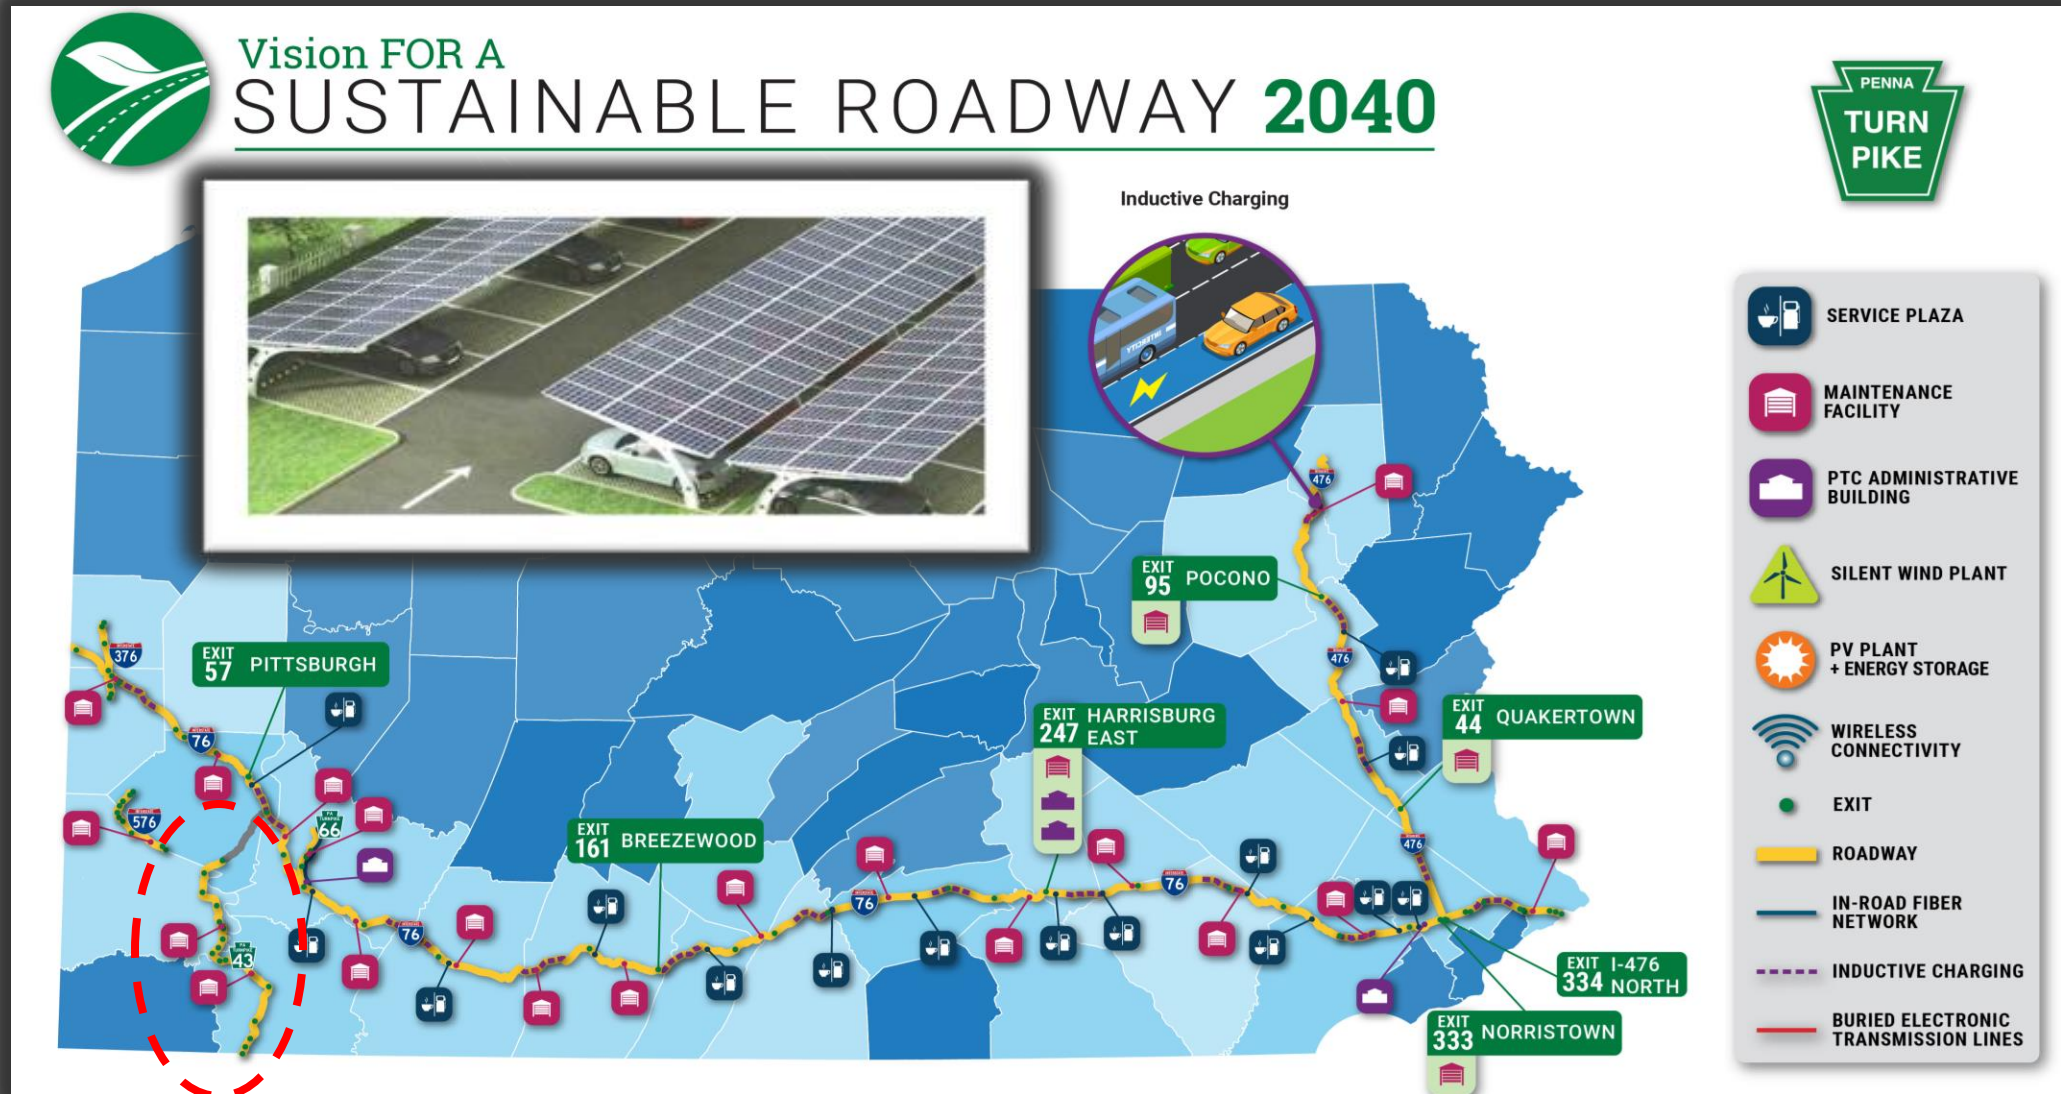 Vision FOR A
SUSTAINABLE ROADWAY 2040
PENNA
TURN
PIKE
Inductive Charging
SERVICE PLAZA
MAINTENANCE
FACILITY
PTC ADMINISTRATIVE
BUILDING
SILENT WIND PLANT
PV PLANT
+ ENERGY STORAGE
WIRELESS
CONNECTIVITY
EXIT
ROADWAY
IN-ROAD FIBER
NETWORK
INDUCTIVE CHARGING
BURIED ELECTRONIC
TRANSMISSION LINES
476
EXIT
95 POCONO
476
376
EXIT
57 PITTSBURGH
76
EXIT
44 QUAKERTOWN
EXIT HARRISBURG
247 EAST
576
66
476
EXIT
161 BREEZEWOOD
76
76
76
43
EXIT I-476
334 NORTH
EXIT
333 NORRISTOWN